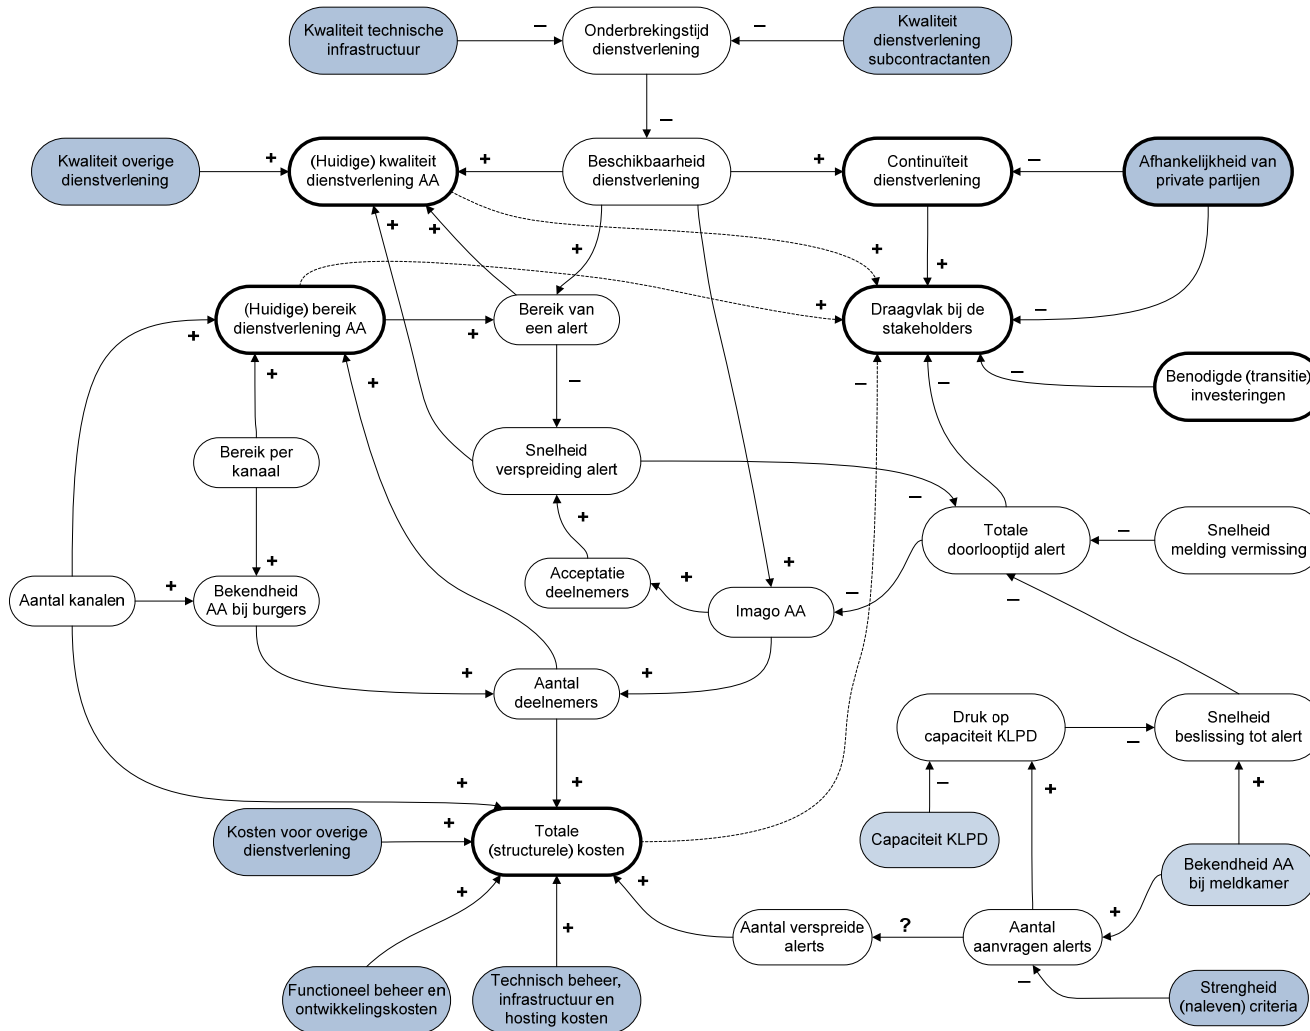 Kwaliteit technische
infrastructuur
–
Onderbrekingstijd
dienstverlening
–
Kwaliteit
dienstverlening
subcontractanten
–
Kwaliteit overige
dienstverlening
+
(Huidige) kwaliteit
dienstverlening AA
+
Beschikbaarheid
dienstverlening
+
Continuïteit
dienstverlening
–
Afhankelijkheid van
private partijen
+
+
+
+
+
(Huidige) bereik
dienstverlening AA
+
+
Bereik van
een alert
+
Draagvlak bij de
stakeholders
–
+
+
–
–
–
–
Benodigde (transitie)
investeringen
Bereik per
kanaal
Snelheid
verspreiding alert
–
+
Totale
doorlooptijd alert
–
Snelheid
melding vermissing
+
+
Aantal kanalen
+
Bekendheid
AA bij burgers
Acceptatie
deelnemers
+
Imago AA
–
–
+
Aantal
deelnemers
+
Druk op
capaciteit KLPD
–
Snelheid
beslissing tot alert
+
+
–
+
+
Kosten voor overige
dienstverlening
+
Totale
(structurele) kosten
Capaciteit KLPD
Bekendheid AA
bij meldkamer
+
+
+
Aantal verspreide
alerts
?
Aantal
aanvragen alerts
+
–
Functioneel beheer en
ontwikkelingskosten
Technisch beheer,
infrastructuur en
hosting kosten
Strengheid
(naleven) criteria